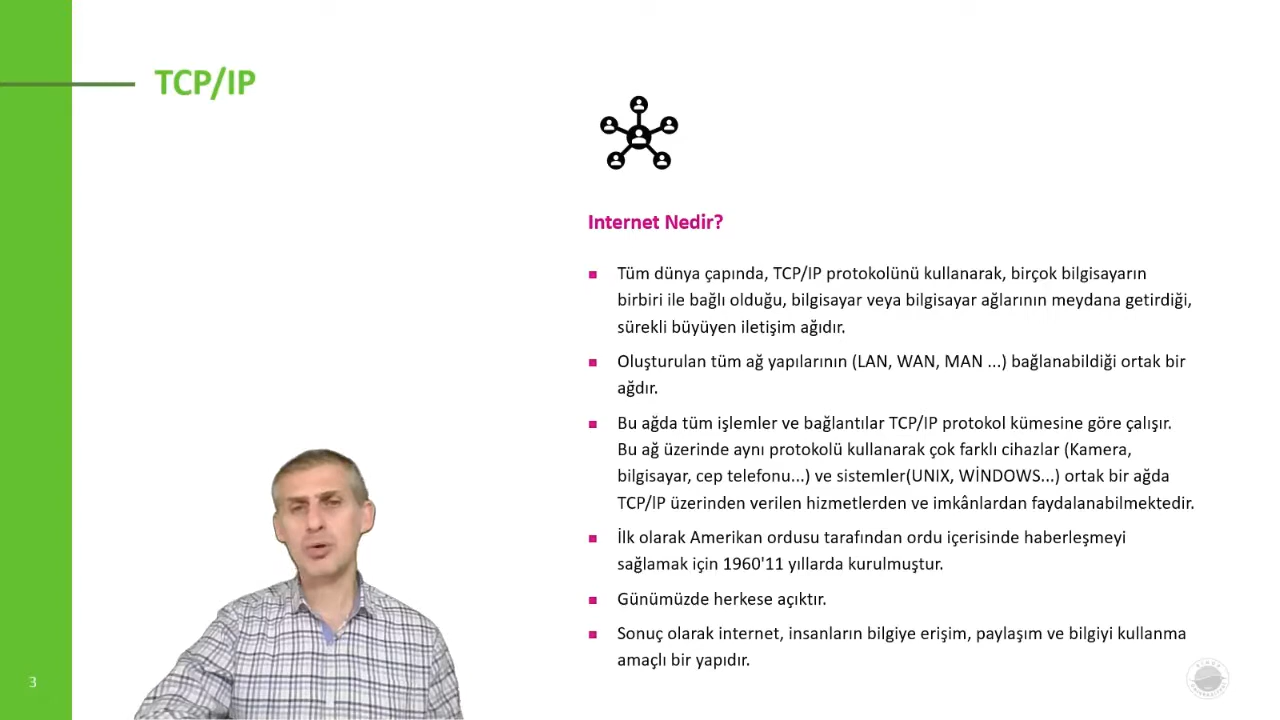 TCP/IP
Internet Nedir?
Tüm dünya çapında, TCP/IP protokolünü kullanarak, birçok bilgisayarın
birbiri ile bağlı olduğu, bilgisayar veya bilgisayar ağlarının meydana getirdiği,
sürekli büyüyen iletişim ağıdır.
Oluşturulan tüm ağ yapılarının (LAN, WAN, MAN ...) bağlanabildiği ortak bir
ağdır.
Bu ağda tüm işlemler ve bağlantılar TCP/IP protokol kümesine göre çalışır.
Bu ağ üzerinde aynı protokolü kullanarak çok farklı cihazlar (Kamera,
bilgisayar, cep telefonu...) ve sistemler(UNIX, WİNDOWS...) ortak bir ağda
TCP/IP üzerinden verilen hizmetlerden ve imkânlardan faydalanabilmektedir.
İlk olarak Amerikan ordusu tarafından ordu içerisinde haberleşmeyi
sağlamak için 1960'11 yıllarda kurulmuştur.
Günümüzde herkese açıktır.
Sonuç olarak internet, insanların bilgiye erişim, paylaşım ve bilgiyi kullanma
amaçlı bir yapıdır.
3